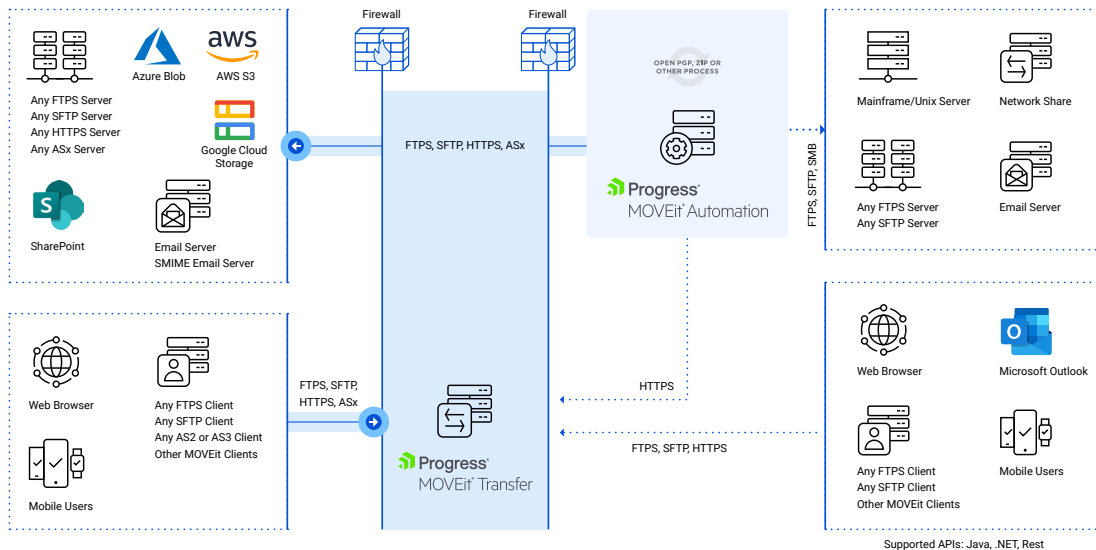 Firewall
Firewall
Azure Blob
aws
AWS S3
Any FTPS Server
Any SFTP Server
Any HTTPS Server
Any ASx Server
Google Cloud
Storage
S
SharePoint
Email Server
SMIME Email Server
FTPS, SFTP, HTTPS, ASx
OPEN PGP, ZIP OR
OTHER PROCESS
Progress®
MOVEit® Automation
FTPS, SFTP, SMB
Mainframe/Unix Server
Network Share
Any FTPS Server
Any SFTP Server
Email Server
Web Browser
Any FTPS Client
Any SFTP Client
Any AS2 or AS3 Client
Other MOVEit Clients
Mobile Users
FTPS, SFTP,
HTTPS, ASx
Progress®
MOVEit® Transfer
HTTPS
FTPS, SFTP, HTTPS
Web Browser
O
Microsoft Outlook
Any FTPS Client
Any SFTP Client
Other MOVEit Clients
Mobile Users
Supported APIs: Java, .NET, Rest